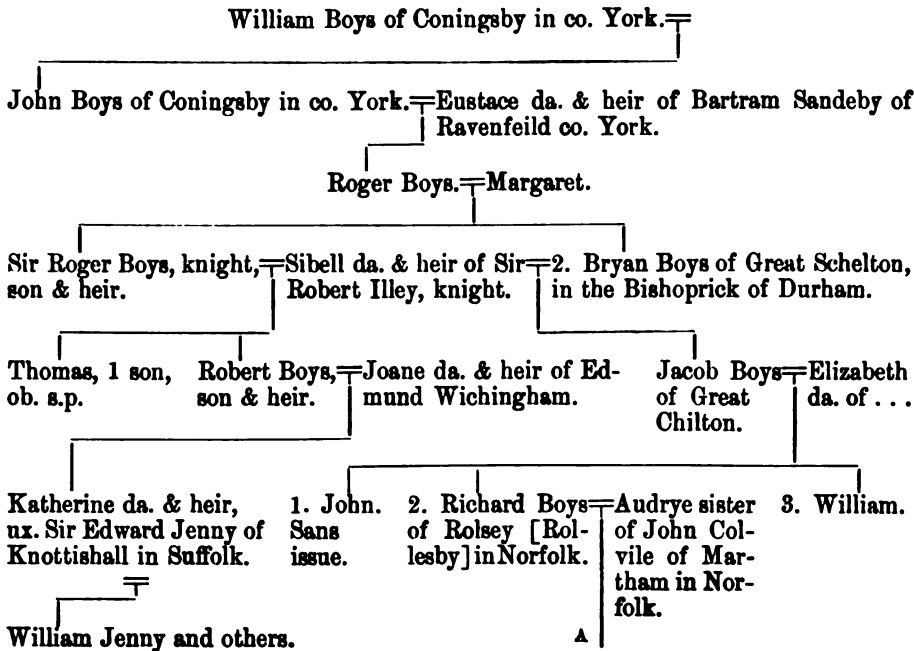 William Boys of Coningsby in co. York.
John Boys of Coningsby in co. York.
Eustace da. & heir of Bartram Sandeby of
Ravenfeild co. York.
Roger Boys.
Margaret.
Sir Roger Boys, knight,
son & heir.
Sibell da. & heir of Sir
Robert Illey, knight.
2. Bryan Boys of Great Schelton,
in the Bishoprick of Durham.
Thomas, 1 son,
ob. s.p.
Robert Boys,
son & heir.
Joane da. & heir of Ed-
mund Wichingham.
Jacob Boys
of Great
Chilton.
Elizabeth
da. of . . .
Katherine da. & heir,
ux. Sir Edward Jenny of
Knottishall in Suffolk.
1. John.
Sans
issue.
2. Richard Boys
of Rolsey [Rol-
lesby] in Norfolk.
Audrye sister
of John Col-
vile of Mar-
tham in Nor-
folk.
3. William.
William Jenny and others.
A